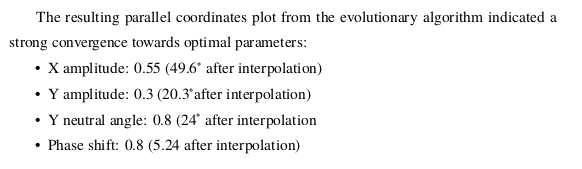 The resulting parallel coordinates plot from the evolutionary algorithm indicated a
strong convergence towards optimal parameters:
• X amplitude: 0.55 (49.6° after interpolation)
• Y amplitude: 0.3 (20.3°after interpolation)
• Y neutral angle: 0.8 (24° after interpolation
• Phase shift: 0.8 (5.24 after interpolation)